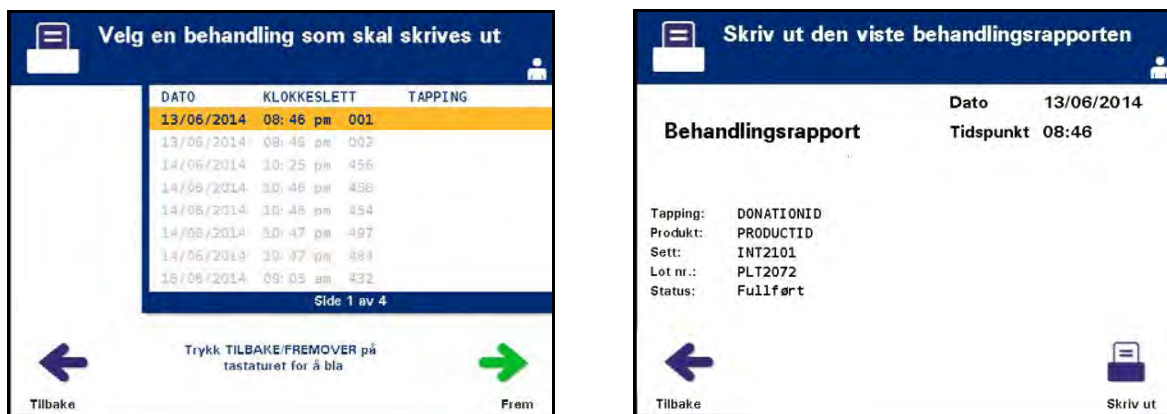 Velg en behandling som skal skrives ut
DATO KLOKKESLETT TAPPING
13/06/2014 08:46 pm 001
13/06/2014 08:46 pm 002
14/06/2014 10:25 pm 456
14/06/2014 10:46 pm 456
14/06/2014 10:46 pm 454
14/06/2014 10:47 pm 497
14/06/2014 10:47 pm 484
16/06/2014 09:05 am 432
Side 1 av 4
Trykk TILBAKE/FREMOVER på
tastaturet for å bla
Tilbake
Frem
Skriv ut den viste behandlingsrapporten
Dato 13/06/2014
Behandlingsrapport
Tidspunkt 08:46
Tapping: DONATIONID
Produkt: PRODUCTID
Sett: INT2101
Lot nr.: PLT2072
Status: Fullført
Tilbake
Skriv ut